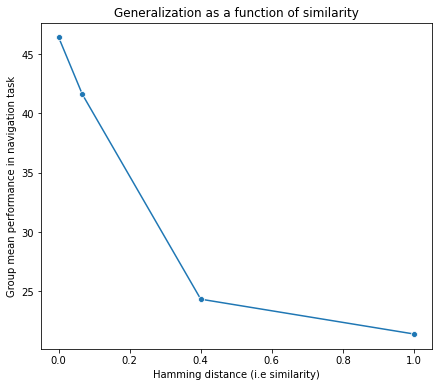 Generalization as a function of similarity
Group mean performance in navigation task
45
40
35
30
25
0.0 0.2 0.4 0.6 0.8 1.0
Hamming distance (i.e similarity)